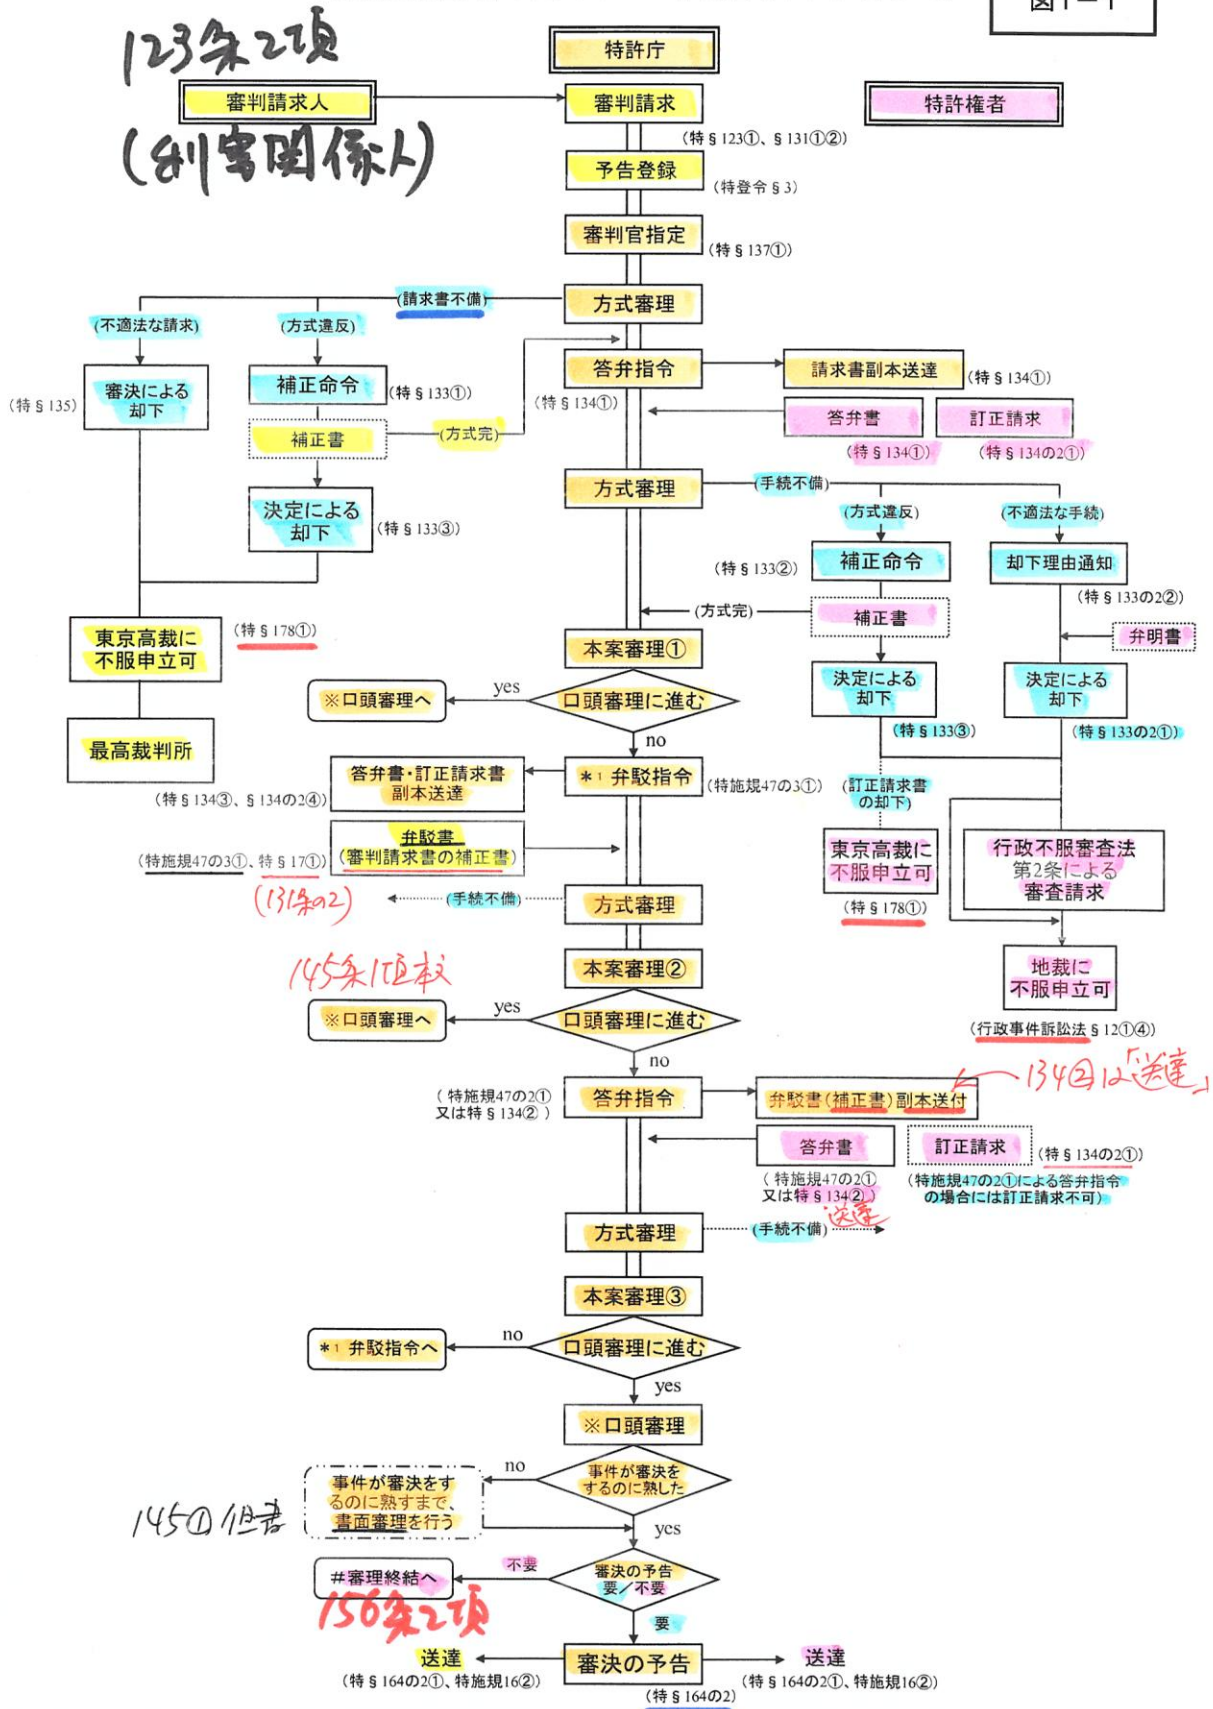 図1－1
123条2項
特許庁
審判請求人
審判請求
特許権者
(利害関係人)
(特§123①、§131①②)
予告登録
(特登令§3)
審判官指定
(特§137①)
(請求書不備)
方式審理
(不適法な請求)
(方式違反)
答弁指令
請求書副本送達
(特§134①)
(特§135)
審決による
却下
補正命令
(特§133①)
(特§134①)
答弁書
訂正請求
補正書
(方式完)
(特§134①)
(特§134の2①)
方式審理
(手続不備)
決定による
却下
(特§133③)
(方式違反)
(不適法な手続)
(特§133②)
補正命令
却下理由通知
(特§133の2②)
(方式完)
補正書
弁明書
東京高裁に
不服申立可
(特§178①)
本案審理①
決定による
却下
決定による
却下
※口頭審理へ
yes
口頭審理に進む
(特§133③)
(特§133の2①)
最高裁判所
no
答弁書・訂正請求書
副本送達
*1 弁駁指令
(特施規47の3①)
(訂正請求書
の却下)
(特§134③、§134の2④)
弁駁書
(審判請求書の補正書)
東京高裁に
不服申立可
行政不服審査法
第2条による
審査請求
(特施規47の3①、特§17①)
(131条の2)
(手続不備)
方式審理
(特§178①)
145条1項本文
本案審理②
地裁に
不服申立可
※口頭審理へ
yes
口頭審理に進む
(行政事件訴訟法§12①④)
no
134②は「送達」
(特施規47の2①
又は特§134②)
答弁指令
弁駁書(補正書)副本送付
答弁書
訂正請求
(特§134の2①)
(特施規47の2①
又は特§134②)
(特施規47の2①による答弁指令
の場合には訂正請求不可)
送達
方式審理
(手続不備)
本案審理③
*1 弁駁指令へ
no
口頭審理に進む
yes
※口頭審理
事件が審決をす
るのに熟すまで、
書面審理を行う
no
事件が審決を
するのに熟した
145①但書
yes
#審理終結へ
不要
審決の予告
要/不要
156条2項
要
送達
審決の予告
送達
(特§164の2①、特施規16②)
(特§164の2①、特施規16②)
(特§164の2)